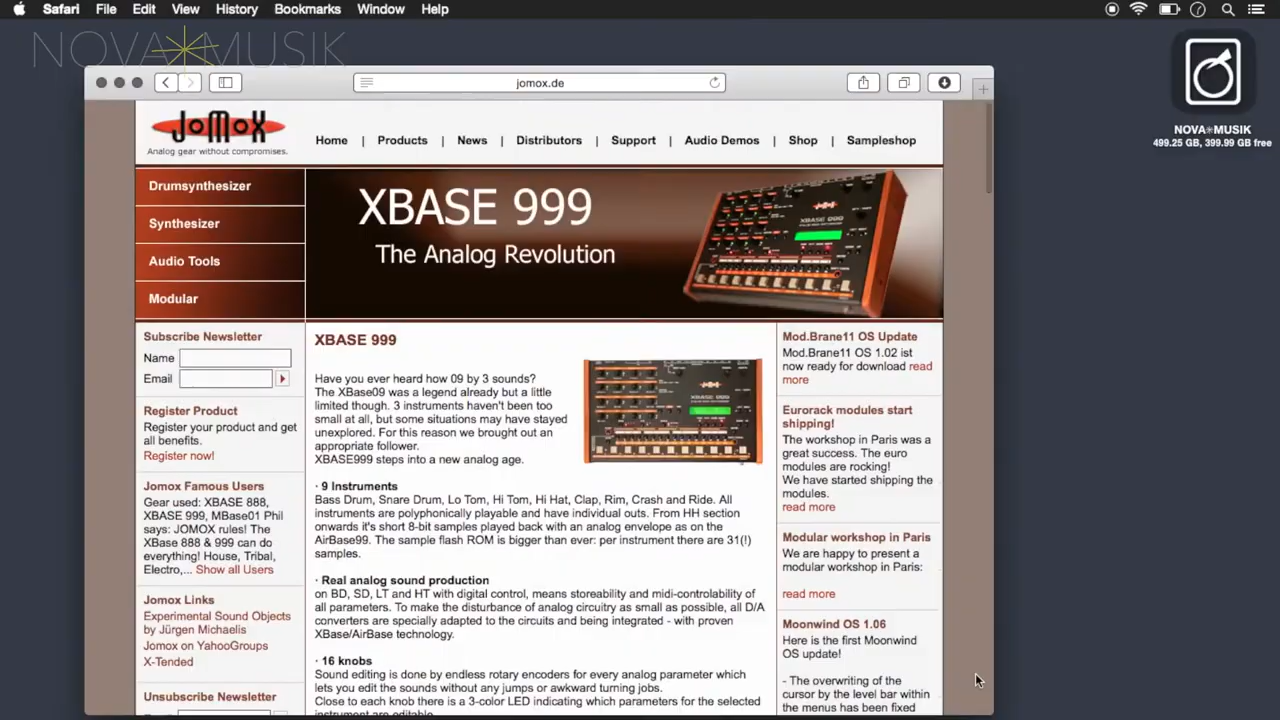 Safari File Edit View History Bookmarks Window Help
NOVA✳MUSIK
jomox.de
NOVA✳MUSIK
499.25 GB, 399.99 GB free
JoMoX
Analog gear without compromises.
Home | Products | News | Distributors | Support | Audio Demos | Shop | Sampleshop
Drumsynthesizer
Synthesizer
Audio Tools
Modular
XBASE 999
The Analog Revolution
Subscribe Newsletter
Name
Email
Register Product
Register your product and get
all benefits.
Register now!
Jomox Famous Users
Gear used: XBASE 888,
XBASE 999, MBase01 Phil
says: JOMOX rules! The
XBase 888 & 999 can do
everything! House, Tribal,
Electro,... Show all Users
Jomox Links
Experimental Sound Objects
by Jürgen Michaelis
Jomox on YahooGroups
X-Tended
Unsubscribe Newsletter
XBASE 999
Have you ever heard how 09 by 3 sounds?
The XBase09 was a legend already but a little
limited though. 3 instruments haven't been too
small at all, but some situations may have stayed
unexplored. For this reason we brought out an
appropriate follower.
XBASE999 steps into a new analog age.
· 9 Instruments
Bass Drum, Snare Drum, Lo Tom, Hi Tom, Hi Hat, Clap, Rim, Crash and Ride. All
instruments are polyphonically playable and have individual outs. From HH section
onwards it's short 8-bit samples played back with an analog envelope as on the
AirBase99. The sample flash ROM is bigger than ever: per instrument there are 31(!)
samples.
· Real analog sound production
on BD, SD, LT and HT with digital control, means storeability and midi-controlability of
all parameters. To make the disturbance of analog circuitry as small as possible, all D/A
converters are specially adapted to the circuits and being integrated - with proven
XBase/AirBase technology.
· 16 knobs
Sound editing is done by endless rotary encoders for every analog parameter which
lets you edit the sounds without any jumps or awkward turning jobs.
Close to each knob there is a 3-color LED indicating which parameters for the selected
instrument are editable.
Mod.Brane11 OS Update
Mod.Brane11 OS 1.02 ist
now ready for download read
more
Eurorack modules start
shipping!
The workshop in Paris was a
great success. The euro
modules are rocking!
We have started shipping the
modules.
read more
Modular workshop in Paris
We are happy to present a
modular workshop in Paris:
read more
Moonwind OS 1.06
Here is the first Moonwind
OS update!
- The overwriting of the
cursor by the level bar within
the menus has been fixed